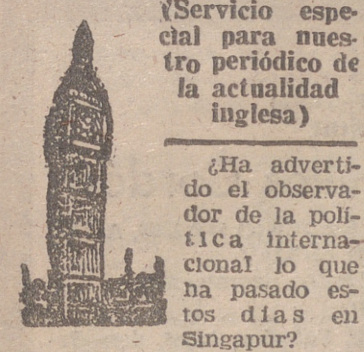 (Servicio espe-
cial para nues-
tro periódico de
la actualidad
inglesa)
¿Ha adverti-
do el observa-
dor de la polí-
tica interna-
cional lo que
ha pasado es-
tos días en
Singapur?